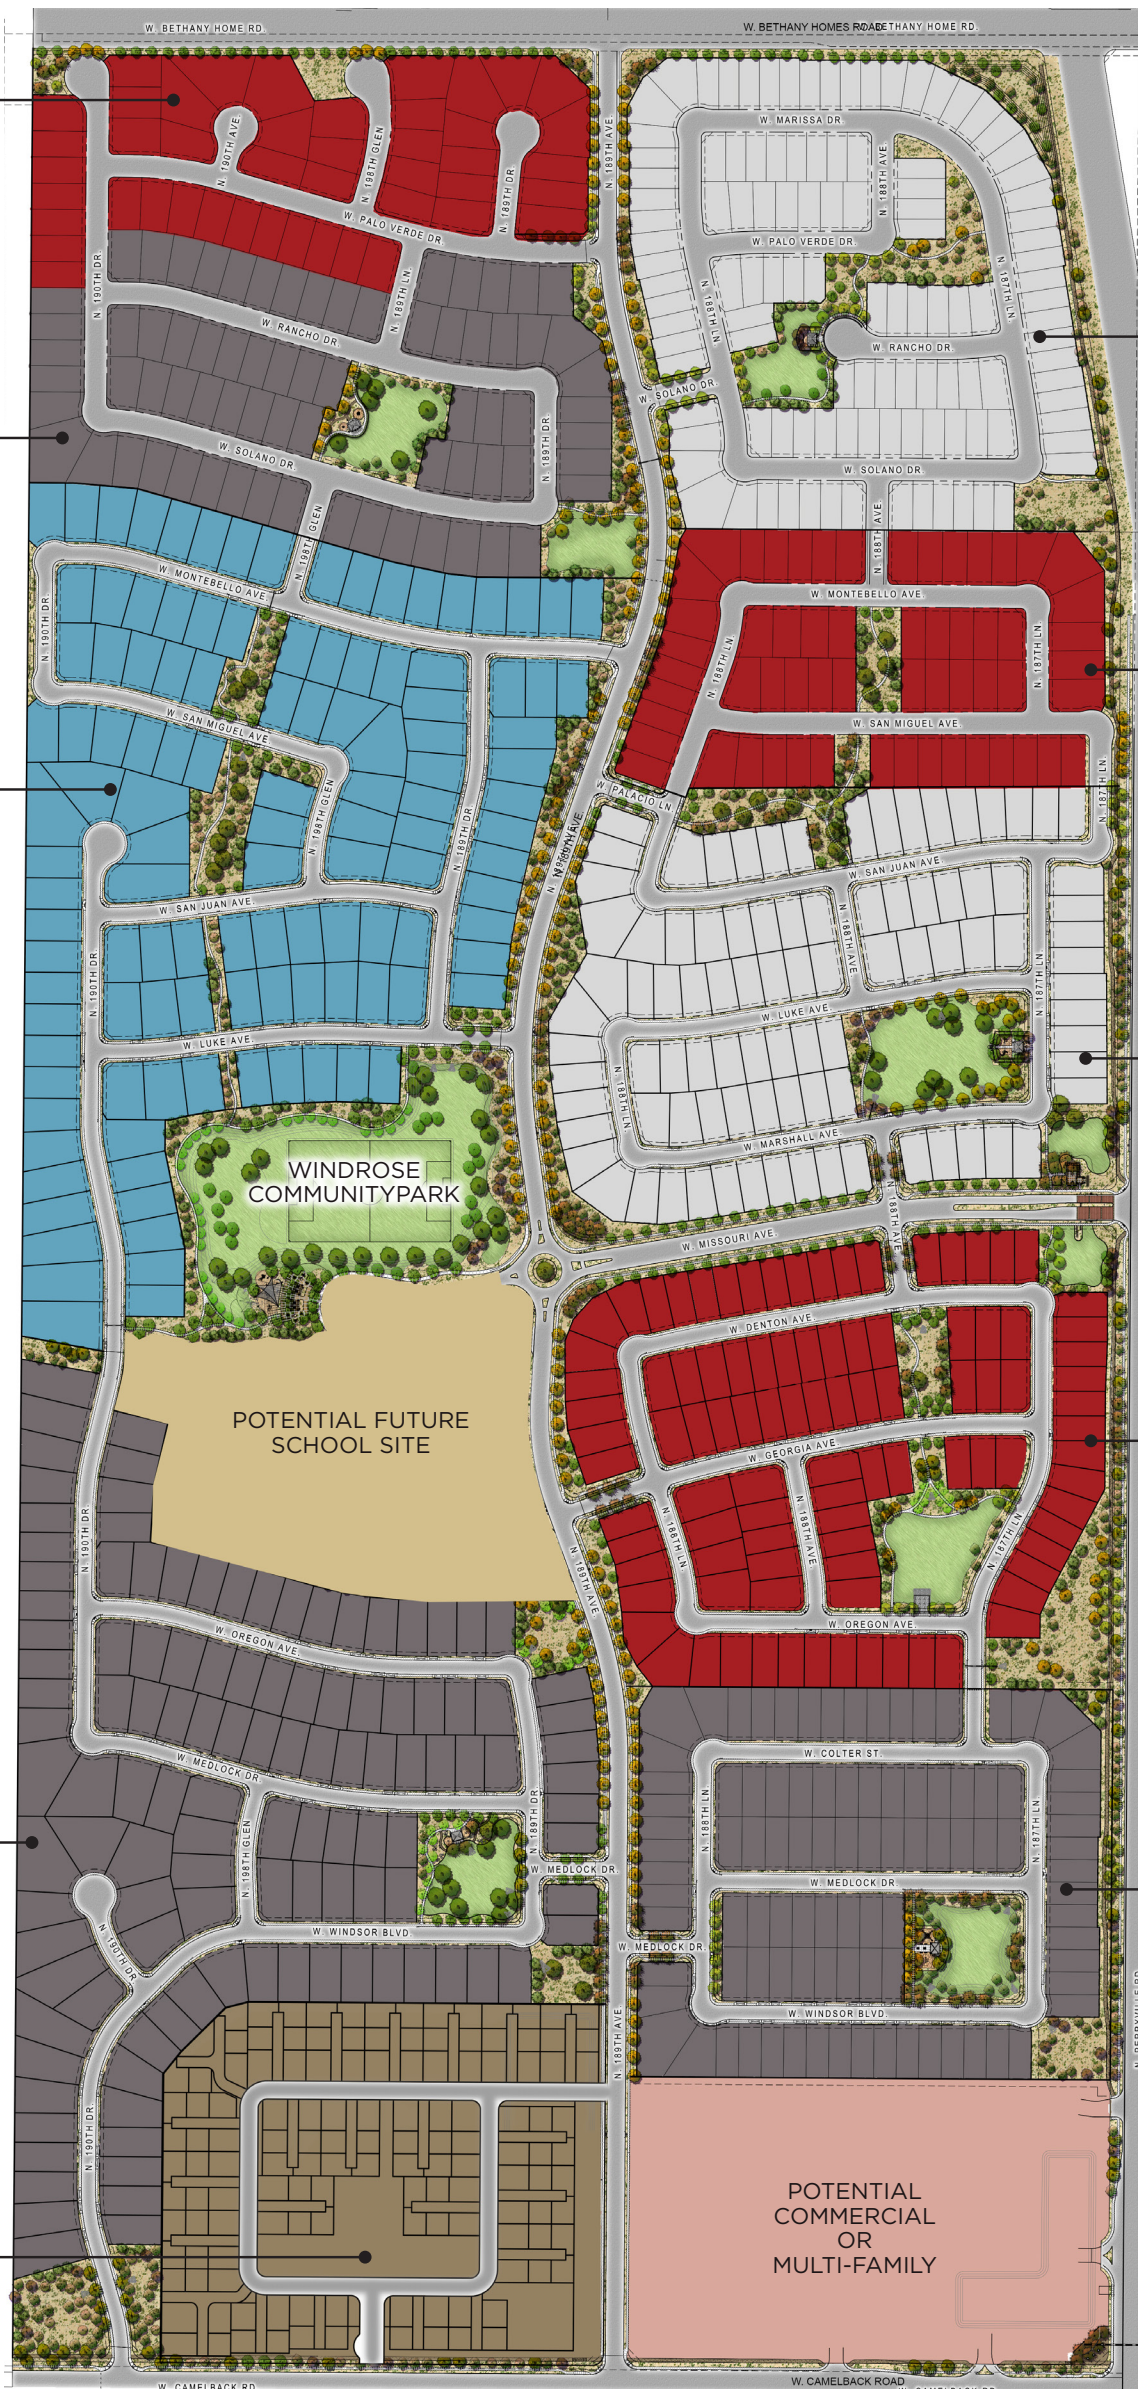 W. BETHANY HOME RD.
W. BETHANY HOMES ROAD
BETHANY HOME RD.
W. MARISSA DR.
N. 190TH AVE.
N. 198TH GLEN
N. 189TH DR.
N. 189TH AVE.
N. 188TH AVE.
W. PALO VERDE DR.
W. PALO VERDE DR.
N. 190TH DR.
N. 189TH LN.
N. 188TH LN.
N. 187TH LN.
W. RANCHO DR.
W. RANCHO DR.
W. SOLANO DR.
W. SOLANO DR.
N. 189TH DR.
W. SOLANO DR.
N. 198TH GLEN
N. 188TH AVE.
W. MONTEBELLO AVE.
W. MONTEBELLO AVE.
N. 190TH DR.
N. 188TH LN.
N. 187TH LN.
W. SAN MIGUEL AVE.
W. SAN MIGUEL AVE.
N. 198TH GLEN
N. 189TH DR.
W. PALACIO LN.
N. 187TH LN.
N. 189TH AVE
W. SAN JUAN AVE.
W. SAN JUAN AVE.
N. 190TH DR.
N. 188TH AVE.
N. 187TH LN.
W. LUKE AVE.
W. LUKE AVE.
N. 188TH LN.
W. MARSHALL AVE.
WINDROSE
COMMUNITYPARK
N. 188TH AVE.
W. MISSOURI AVE.
W. DENTON AVE.
POTENTIAL FUTURE
SCHOOL SITE
W. GEORGIA AVE.
N. 190TH DR.
N. 189TH AVE.
N. 188TH LN.
N. 188TH AVE.
N. 187TH LN.
W. OREGON AVE.
W. OREGON AVE.
W. MEDLOCK DR.
W. COLTER ST.
N. 198TH GLEN
N. 189TH DR.
N. 188TH LN.
N. 187TH LN.
W. MEDLOCK DR.
W. MEDLOCK DR.
W. WINDSOR BLVD.
W. MEDLOCK DR.
N. 190TH DR.
W. WINDSOR BLVD.
N. 189TH AVE.
N. 190TH DR.
POTENTIAL
COMMERCIAL
OR
MULTI-FAMILY
W. CAMELBACK RD.
W. CAMELBACK ROAD